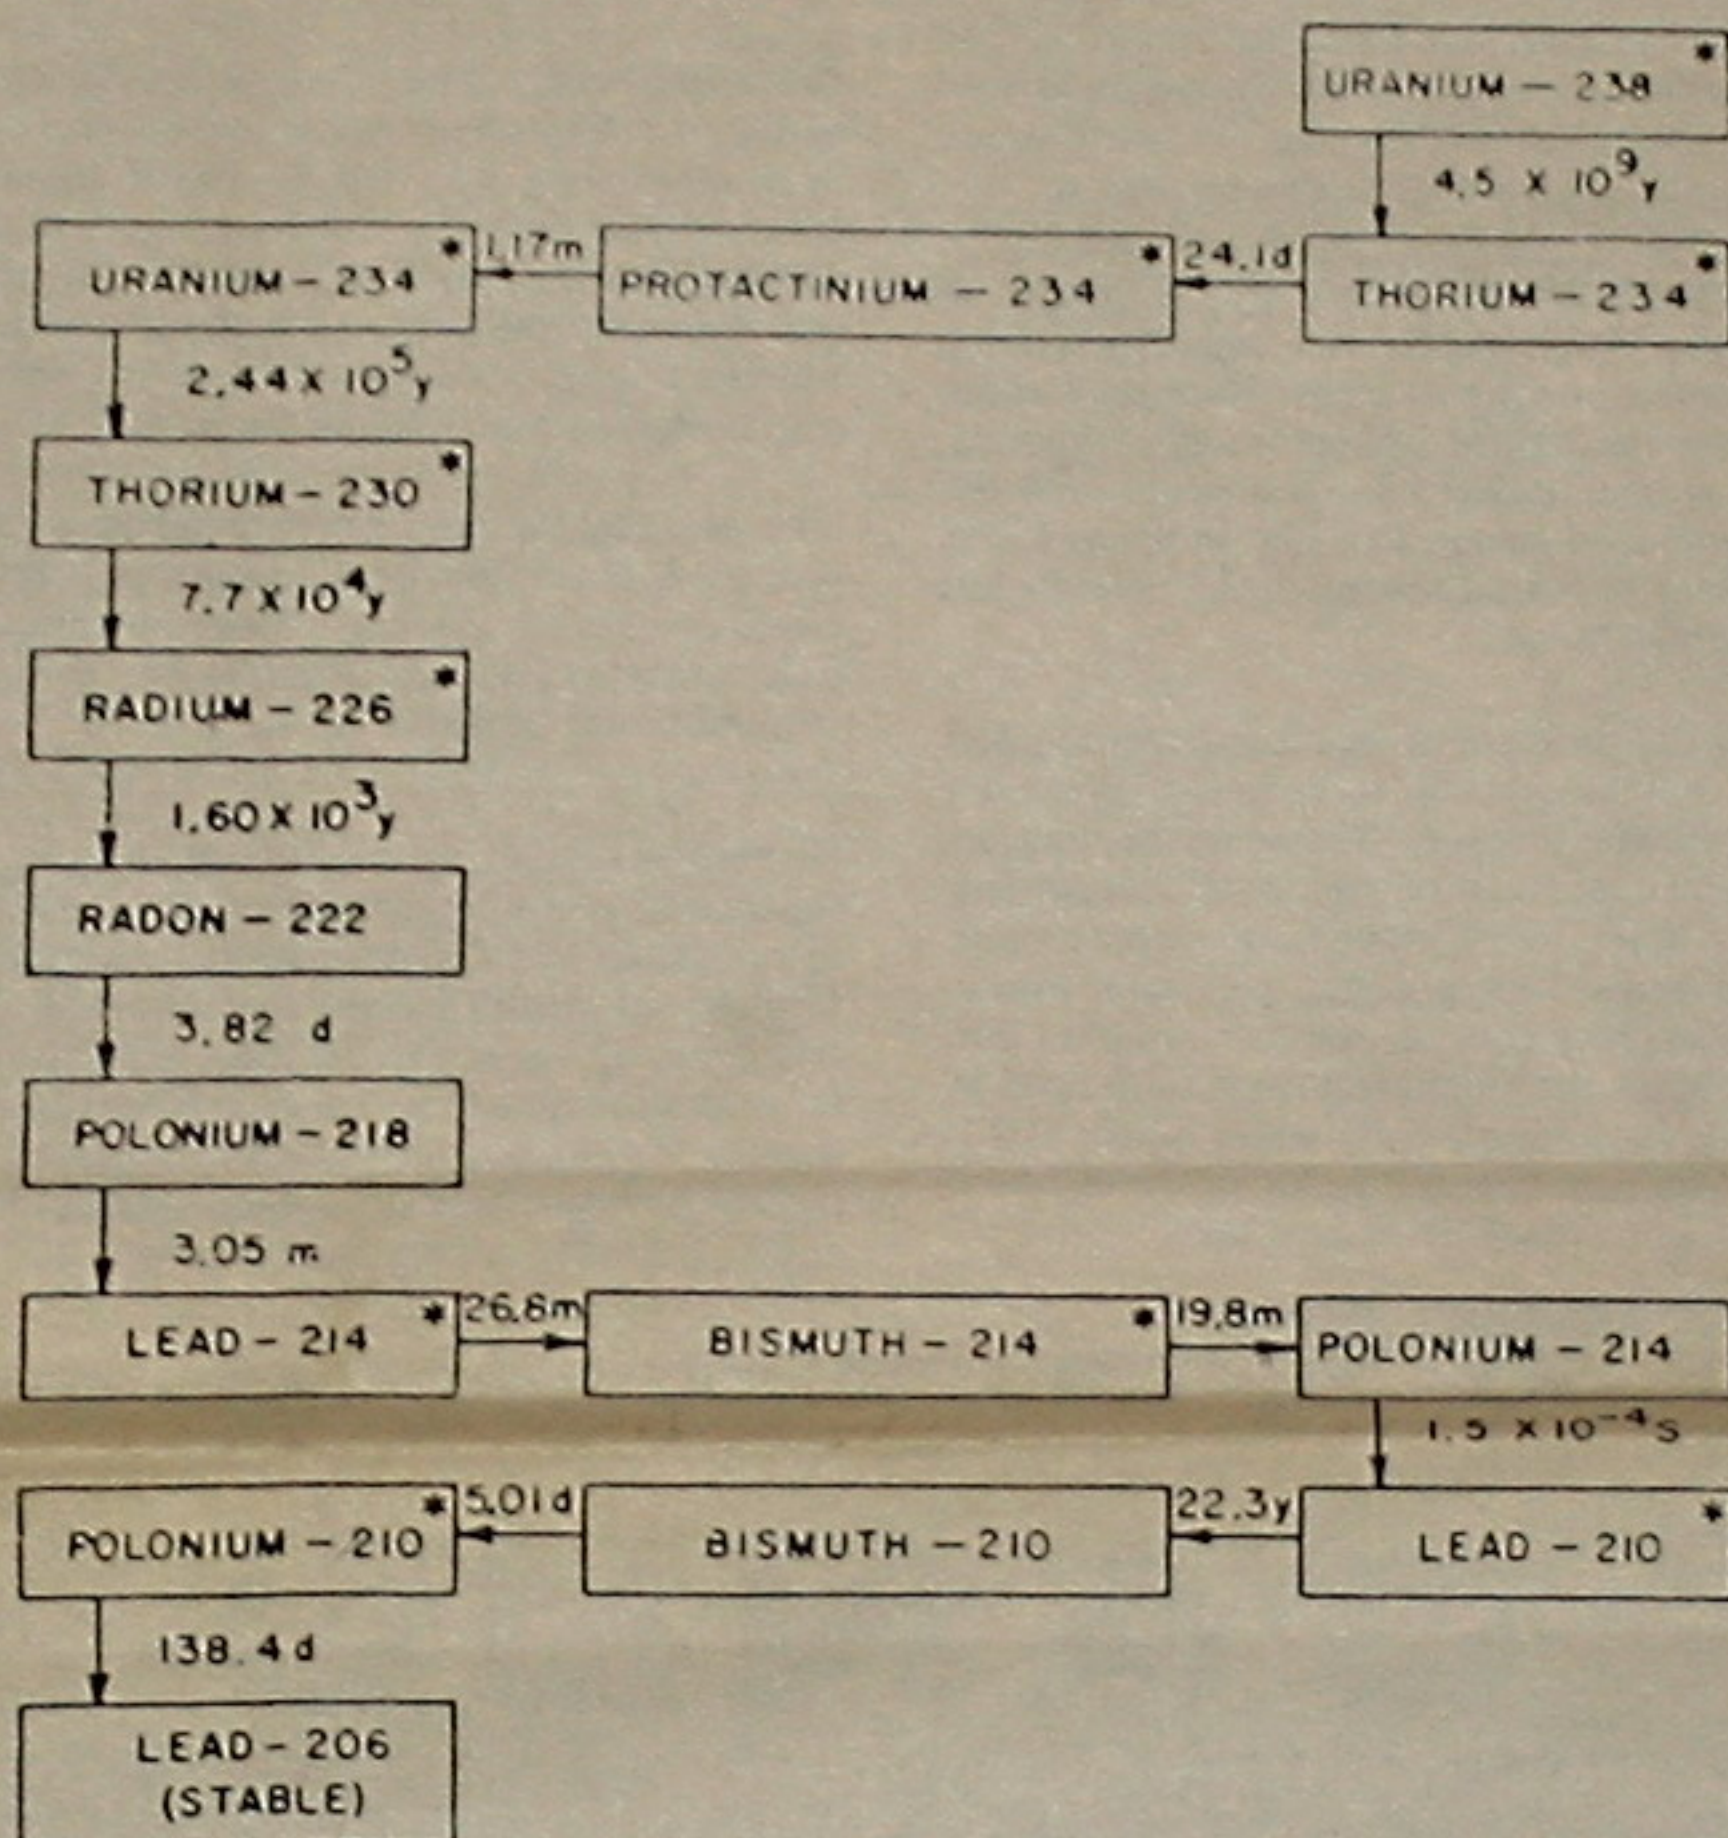 URANIUM — 238 *
4.5 X 10⁹y
URANIUM — 234 *
1.17m
PROTACTINIUM — 234 *
24.1d
THORIUM — 234 *
2.44 X 10⁵y
THORIUM — 230 *
7.7 X 10⁴y
RADIUM — 226 *
1.60 X 10³y
RADON — 222
3.82 d
POLONIUM — 218
3.05 m
LEAD — 214 *
26.8m
BISMUTH — 214 *
19.8m
POLONIUM — 214
1.5 X 10⁻⁴S
POLONIUM — 210 *
5.01d
BISMUTH — 210
22.3y
LEAD — 210 *
138.4d
LEAD — 206
(STABLE)